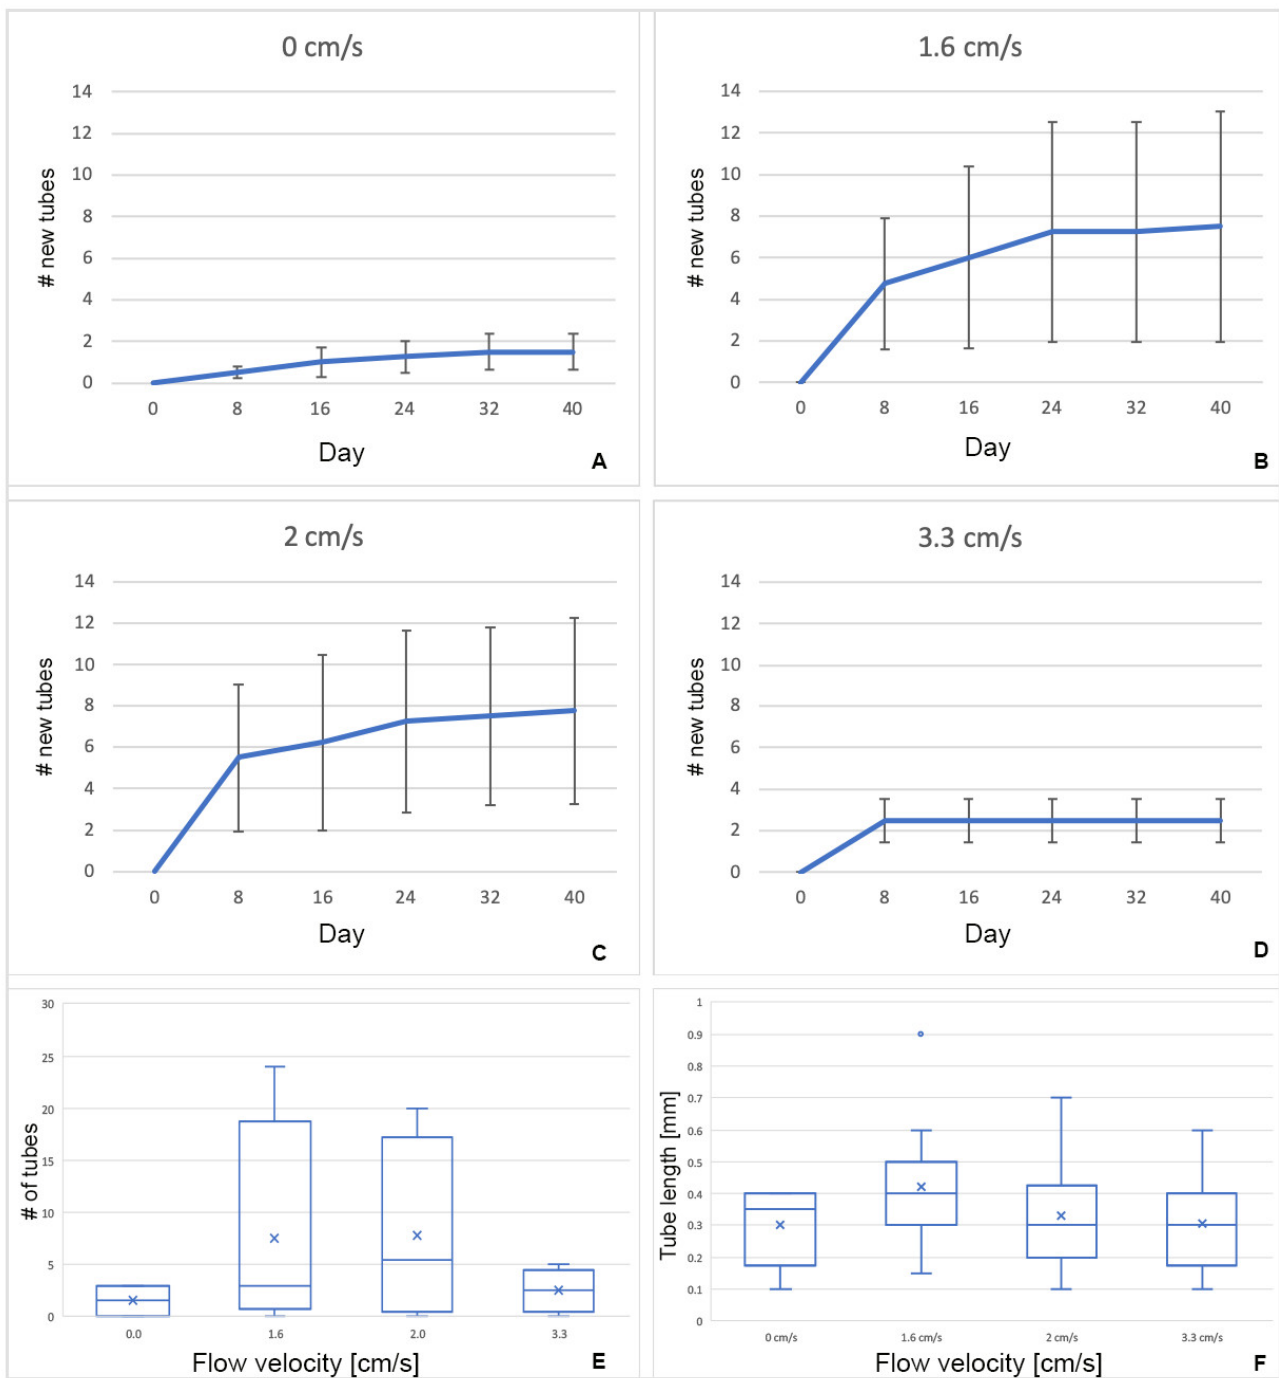 0 cm/s
14
12
10
8
6
4
2
0
# new tubes
0 8 16 24 32 40
Day
A
1.6 cm/s
14
12
10
8
6
4
2
0
# new tubes
0 8 16 24 32 40
Day
B
2 cm/s
14
12
10
8
6
4
2
0
# new tubes
0 8 16 24 32 40
Day
C
3.3 cm/s
14
12
10
8
6
4
2
0
# new tubes
0 8 16 24 32 40
Day
D
30
25
20
15
10
5
0
# of tubes
0.0 1.6 2.0 3.3
Flow velocity [cm/s]
E
1
0.9
0.8
0.7
0.6
0.5
0.4
0.3
0.2
0.1
0
Tube length [mm]
0 cm/s 1.6 cm/s 2 cm/s 3.3 cm/s
Flow velocity [cm/s]
F